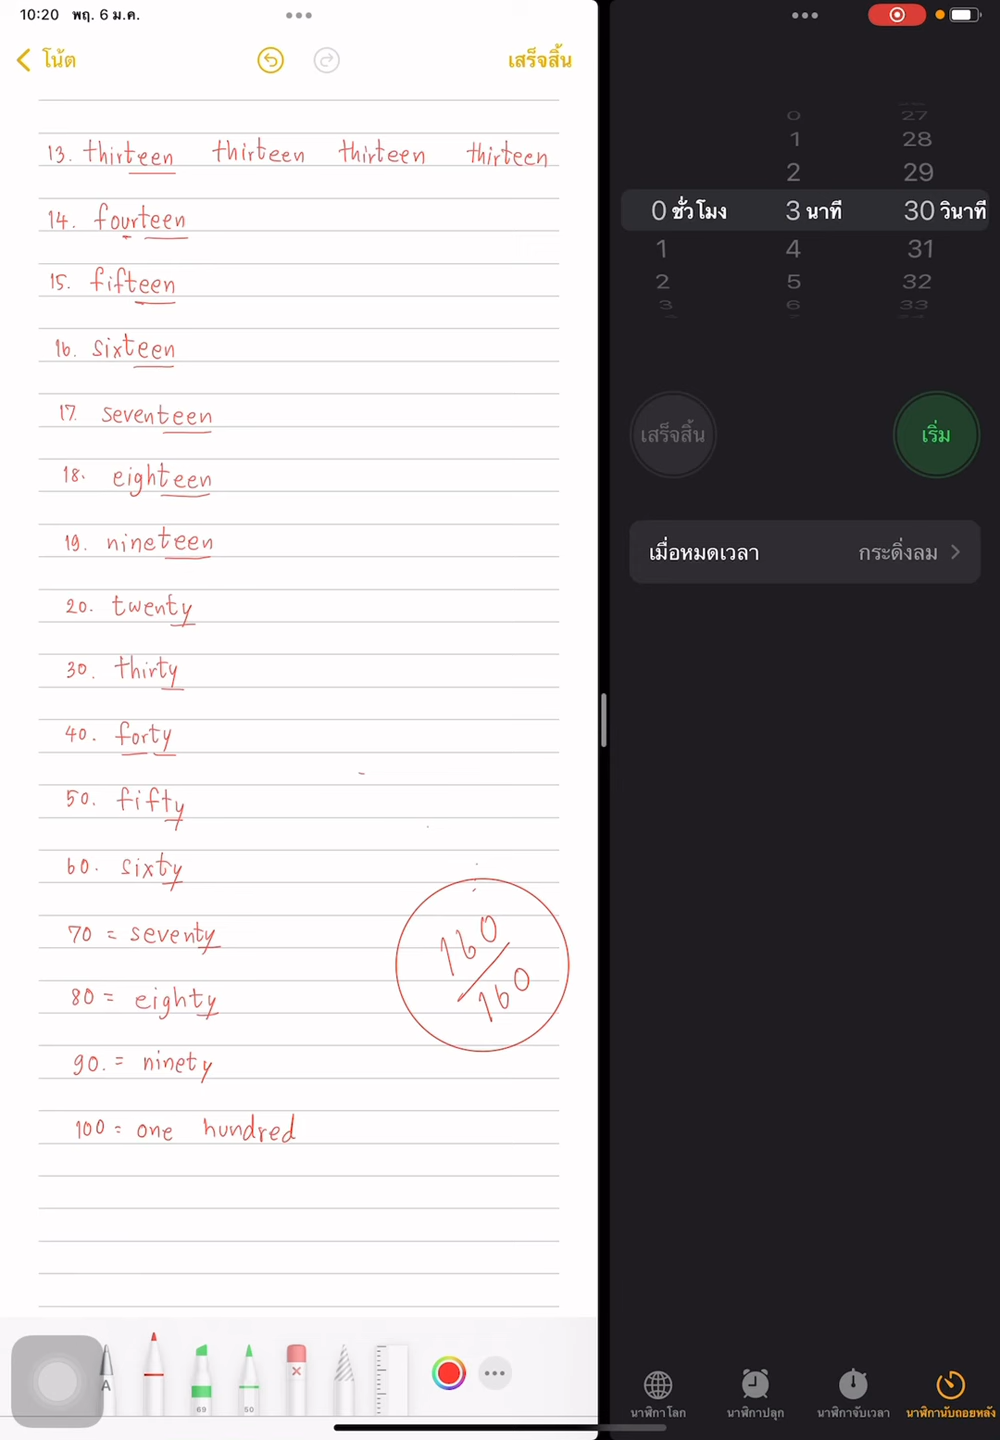 10:20 พฤ. 6 ม.ค.
โน้ต
เสร็จสิ้น
13. thirteen thirteen thirteen thirteen
14. fourteen
15. fifteen
16. sixteen
17. seventeen
18. eighteen
19. nineteen
20. twenty
30. thirty
40. forty
50. fifty
60. sixty
70 = seventy
80 = eighty
90. = ninety
100 = one hundred
160
160
A
69
50
0 27
1 28
2 29
0 ชั่วโมง 3 นาที 30 วินาที
1 4 31
2 5 32
3 6 33
เสร็จสิ้น
เริ่ม
เมื่อหมดเวลา กระดิ่งลม
นาฬิกาโลก
นาฬิกาปลุก
นาฬิกาจับเวลา
นาฬิกานับถอยหลัง